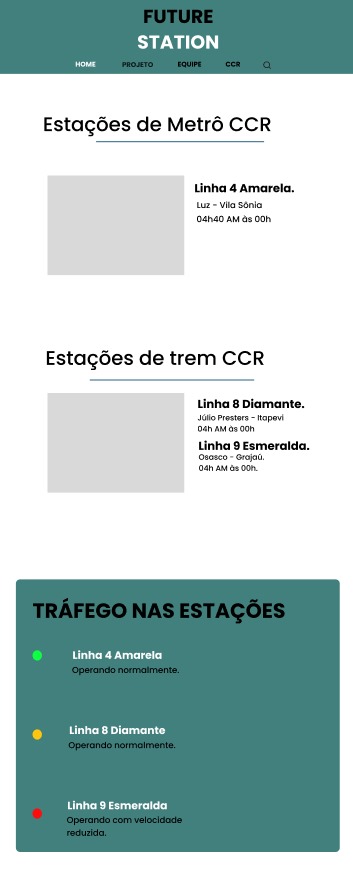 FUTURE
STATION
HOME PROJETO EQUIPE CCR
Estações de Metrô CCR
Linha 4 Amarela.
Luz - Vila Sônia
04h40 AM às 00h
Estações de trem CCR
Linha 8 Diamante.
Júlio Presters - Itapevi
04h AM às 00h
Linha 9 Esmeralda.
Osasco - Grajaú.
04h AM às 00h.
TRÁFEGO NAS ESTAÇÕES
Linha 4 Amarela
Operando normalmente.
Linha 8 Diamante
Operando normalmente.
Linha 9 Esmeralda
Operando com velocidade
reduzida.